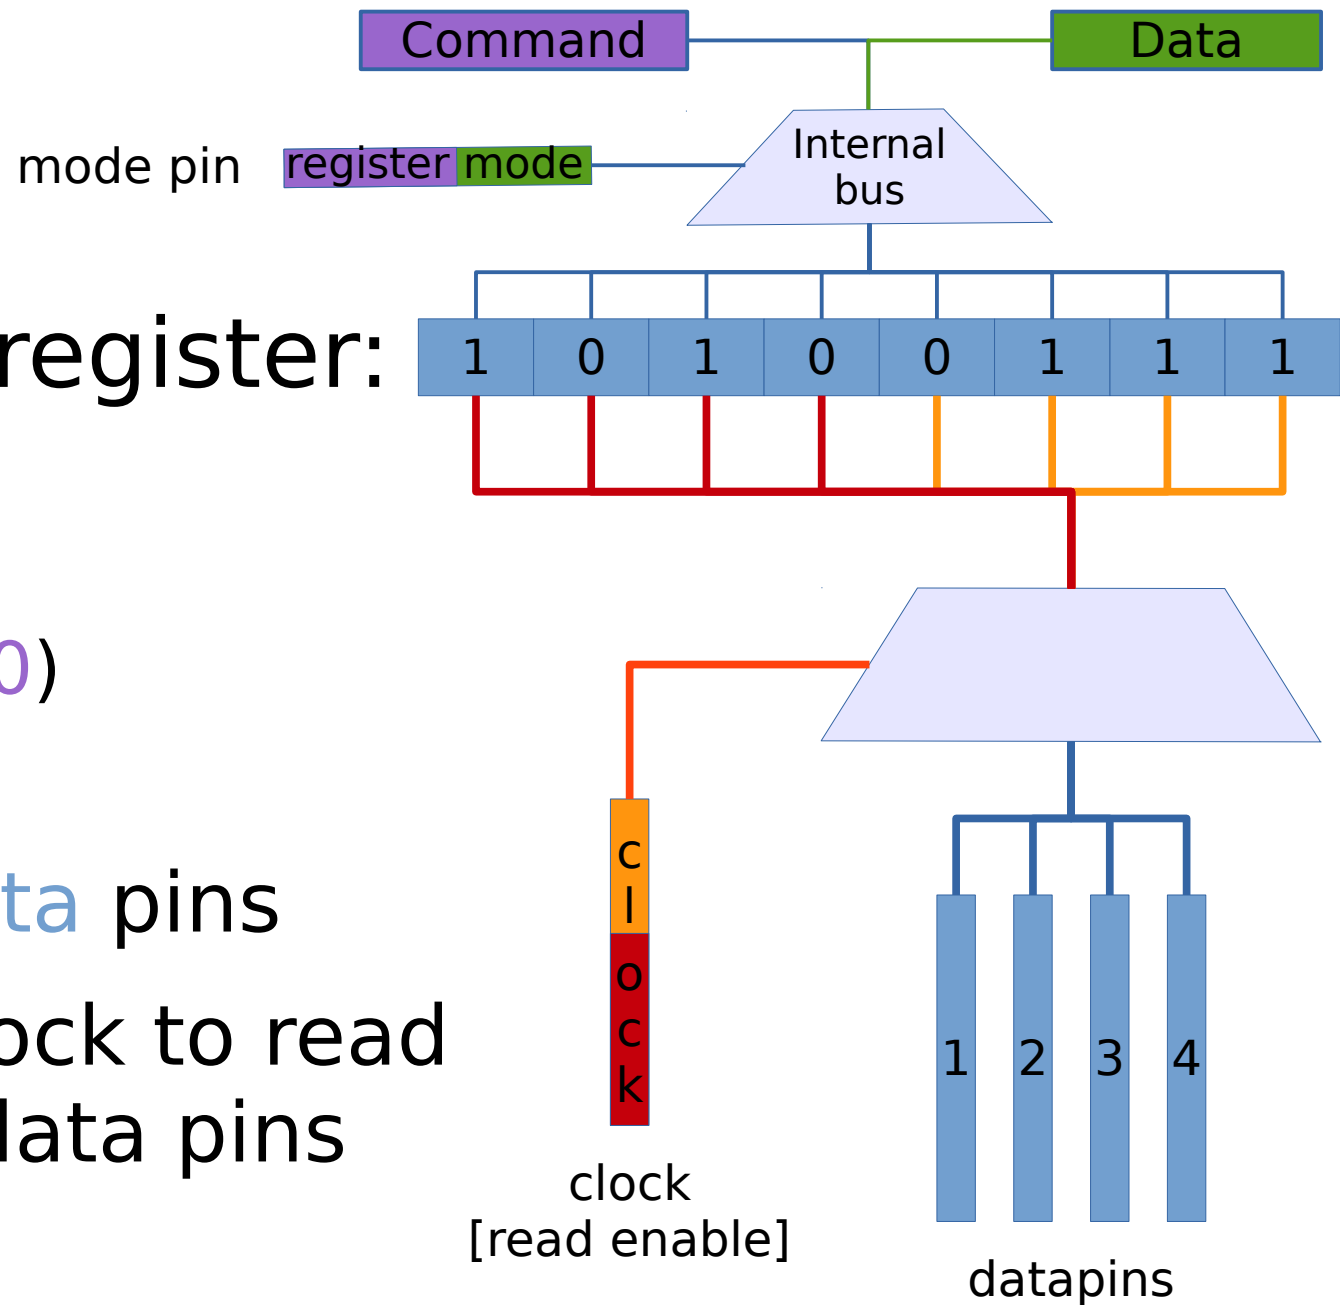 Command
Data
Internal
bus
mode pin
register mode
register:
1 0 1 0 0 1 1 1
0)
ta pins
ock to read
data pins
clock
1 2 3 4
clock
[read enable]
datapins